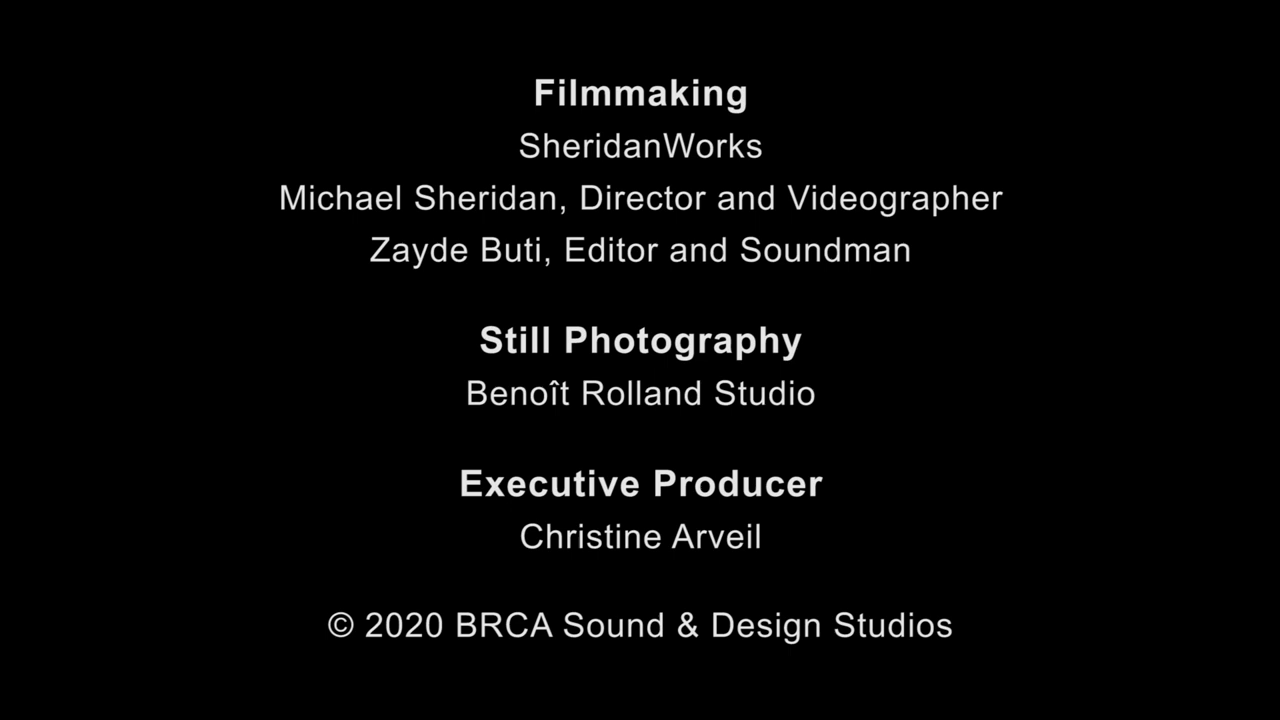 Filmmaking
SheridanWorks
Michael Sheridan, Director and Videographer
Zayde Buti, Editor and Soundman
Still Photography
Benoît Rolland Studio
Executive Producer
Christine Arveil
© 2020 BRCA Sound & Design Studios